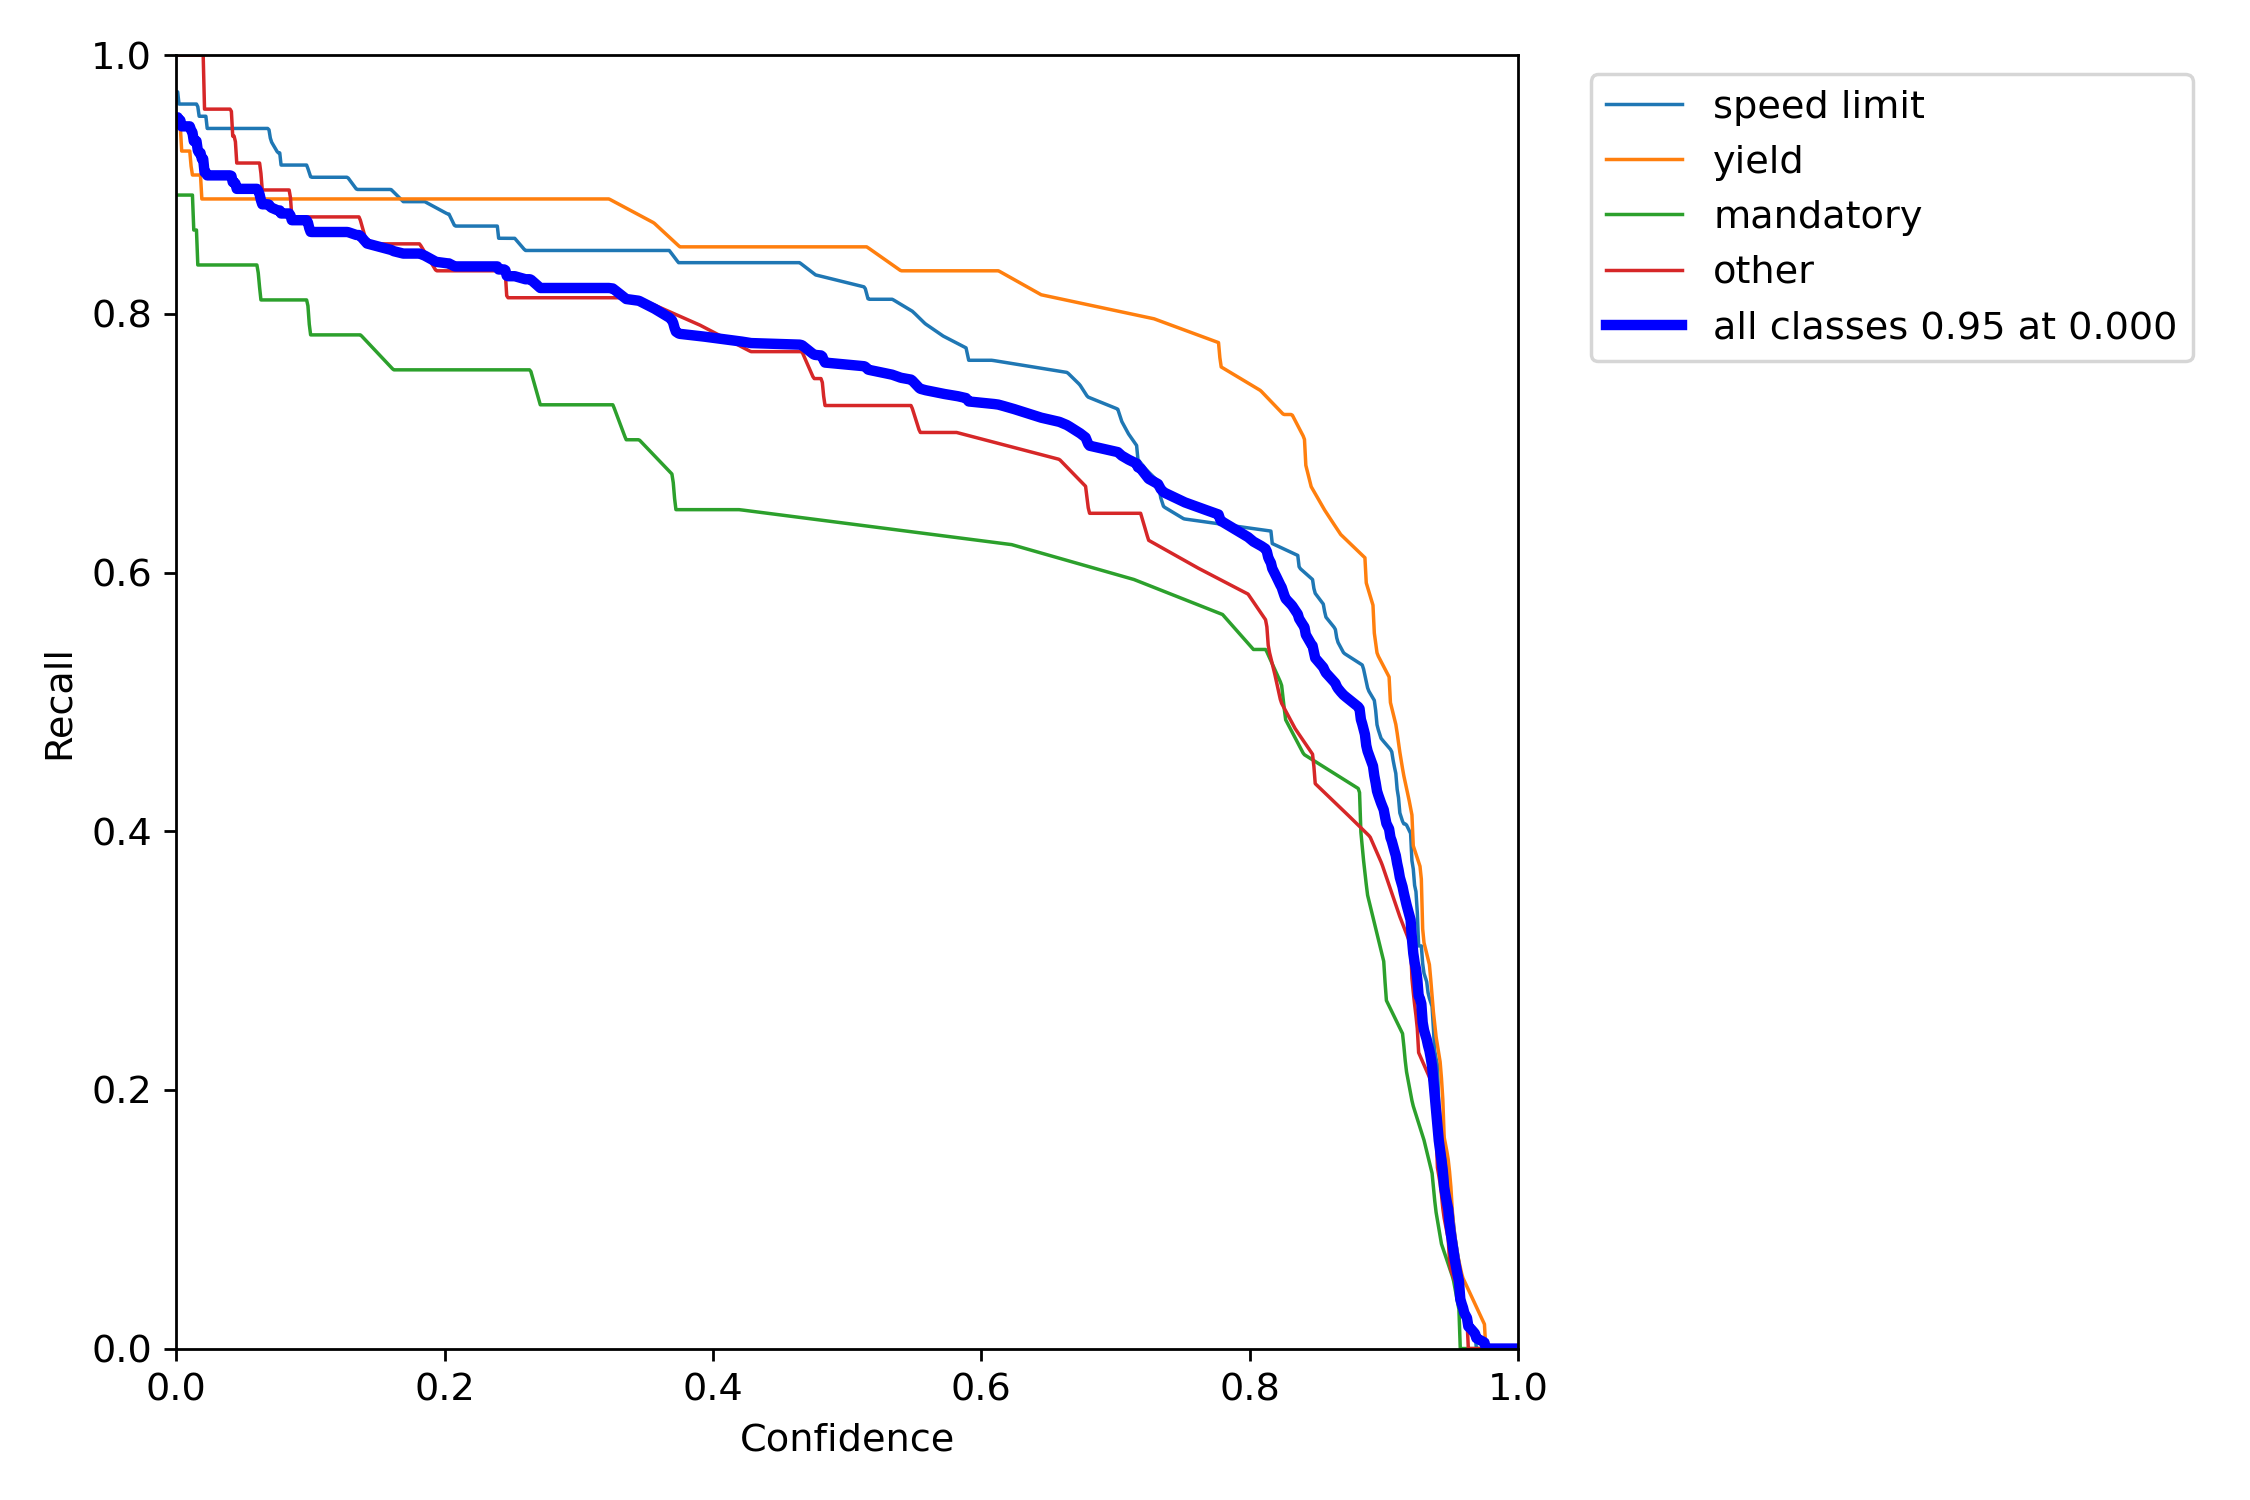 1.0
0.8
0.6
0.4
0.2
0.0
Recall
0.0 0.2 0.4 0.6 0.8 1.0
Confidence
speed limit
yield
mandatory
other
all classes 0.95 at 0.000